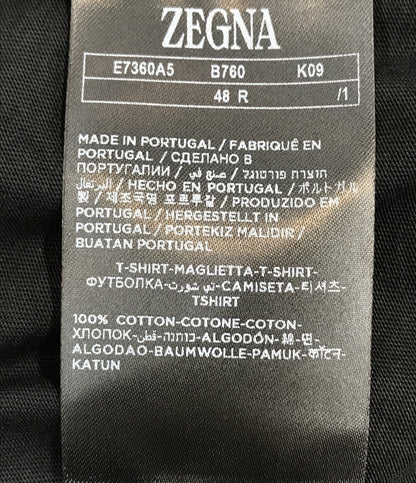 ZEGNA
E7360A5 B760 K09
48 R /1
MADE IN PORTUGAL / FABRIQUÉ EN
PORTUGAL / СДЕЛАНО В
ПОРТУГАЛИИ / صنع في / תוצרת פורטוגל
البرتغال / HECHO EN PORTUGAL / ポルトガル
製 / 제조국명 포르투갈 / PRODUZIDO EM
PORTUGAL / HERGESTELLT IN
PORTUGAL / PORTEKIZ MALIDIR /
BUATAN PORTUGAL
T-SHIRT-MAGLIETTA-T-SHIRT-
ФУТБОЛКА-تي شورت-CAMISETA-티셔츠-
TSHIRT
100% COTTON-COTONE-COTON-
ХЛОПОК-כותנה-قطن-ALGODÓN-綿-면-
ALGODAO-BAUMWOLLE-PAMUK-कॉटन-
KATUN